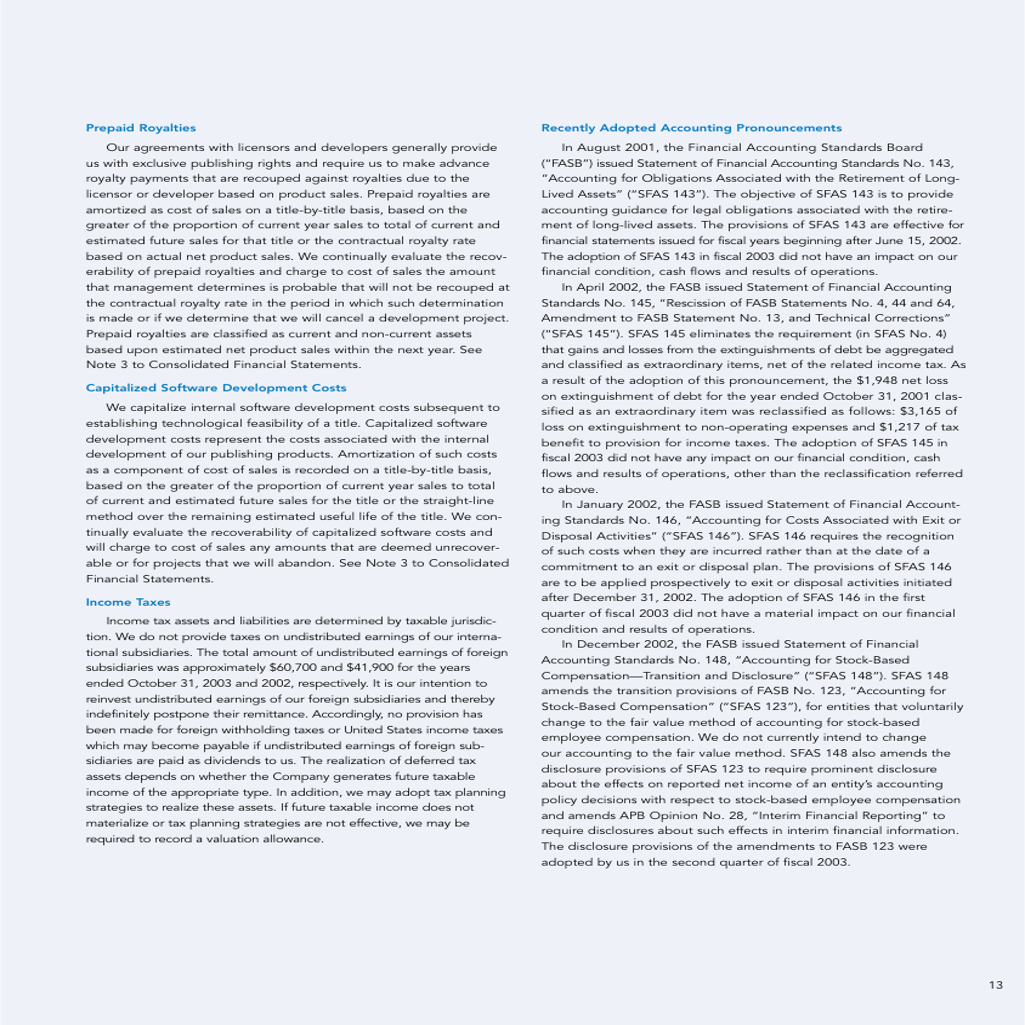 Prepaid Royalties
Our agreements with licensors and developers generally provide
us with exclusive publishing rights and require us to make advance
royalty payments that are recouped against royalties due to the
licensor or developer based on product sales. Prepaid royalties are
amortized as cost of sales on a title-by-title basis, based on the
greater of the proportion of current year sales to total of current and
estimated future sales for that title or the contractual royalty rate
based on actual net product sales. We continually evaluate the recov-
erability of prepaid royalties and charge to cost of sales the amount
that management determines is probable that will not be recouped at
the contractual royalty rate in the period in which such determination
is made or if we determine that we will cancel a development project.
Prepaid royalties are classified as current and non-current assets
based upon estimated net product sales within the next year. See
Note 3 to Consolidated Financial Statements.
Capitalized Software Development Costs
We capitalize internal software development costs subsequent to
establishing technological feasibility of a title. Capitalized software
development costs represent the costs associated with the internal
development of our publishing products. Amortization of such costs
as a component of cost of sales is recorded on a title-by-title basis,
based on the greater of the proportion of current year sales to total
of current and estimated future sales for the title or the straight-line
method over the remaining estimated useful life of the title. We con-
tinually evaluate the recoverability of capitalized software costs and
will charge to cost of sales any amounts that are deemed unrecover-
able or for projects that we will abandon. See Note 3 to Consolidated
Financial Statements.
Income Taxes
Income tax assets and liabilities are determined by taxable jurisdic-
tion. We do not provide taxes on undistributed earnings of our interna-
tional subsidiaries. The total amount of undistributed earnings of foreign
subsidiaries was approximately $60,700 and $41,900 for the years
ended October 31, 2003 and 2002, respectively. It is our intention to
reinvest undistributed earnings of our foreign subsidiaries and thereby
indefinitely postpone their remittance. Accordingly, no provision has
been made for foreign withholding taxes or United States income taxes
which may become payable if undistributed earnings of foreign sub-
sidiaries are paid as dividends to us. The realization of deferred tax
assets depends on whether the Company generates future taxable
income of the appropriate type. In addition, we may adopt tax planning
strategies to realize these assets. If future taxable income does not
materialize or tax planning strategies are not effective, we may be
required to record a valuation allowance.
Recently Adopted Accounting Pronouncements
In August 2001, the Financial Accounting Standards Board
(“FASB”) issued Statement of Financial Accounting Standards No. 143,
“Accounting for Obligations Associated with the Retirement of Long-
Lived Assets” (“SFAS 143”). The objective of SFAS 143 is to provide
accounting guidance for legal obligations associated with the retire-
ment of long-lived assets. The provisions of SFAS 143 are effective for
financial statements issued for fiscal years beginning after June 15, 2002.
The adoption of SFAS 143 in fiscal 2003 did not have an impact on our
financial condition, cash flows and results of operations.
In April 2002, the FASB issued Statement of Financial Accounting
Standards No. 145, “Rescission of FASB Statements No. 4, 44 and 64,
Amendment to FASB Statement No. 13, and Technical Corrections”
(“SFAS 145”). SFAS 145 eliminates the requirement (in SFAS No. 4)
that gains and losses from the extinguishments of debt be aggregated
and classified as extraordinary items, net of the related income tax. As
a result of the adoption of this pronouncement, the $1,948 net loss
on extinguishment of debt for the year ended October 31, 2001 clas-
sified as an extraordinary item was reclassified as follows: $3,165 of
loss on extinguishment to non-operating expenses and $1,217 of tax
benefit to provision for income taxes. The adoption of SFAS 145 in
fiscal 2003 did not have any impact on our financial condition, cash
flows and results of operations, other than the reclassification referred
to above.
In January 2002, the FASB issued Statement of Financial Account-
ing Standards No. 146, “Accounting for Costs Associated with Exit or
Disposal Activities” (“SFAS 146”). SFAS 146 requires the recognition
of such costs when they are incurred rather than at the date of a
commitment to an exit or disposal plan. The provisions of SFAS 146
are to be applied prospectively to exit or disposal activities initiated
after December 31, 2002. The adoption of SFAS 146 in the first
quarter of fiscal 2003 did not have a material impact on our financial
condition and results of operations.
In December 2002, the FASB issued Statement of Financial
Accounting Standards No. 148, “Accounting for Stock-Based
Compensation—Transition and Disclosure” (“SFAS 148”). SFAS 148
amends the transition provisions of FASB No. 123, “Accounting for
Stock-Based Compensation” (“SFAS 123”), for entities that voluntarily
change to the fair value method of accounting for stock-based
employee compensation. We do not currently intend to change
our accounting to the fair value method. SFAS 148 also amends the
disclosure provisions of SFAS 123 to require prominent disclosure
about the effects on reported net income of an entity’s accounting
policy decisions with respect to stock-based employee compensation
and amends APB Opinion No. 28, “Interim Financial Reporting” to
require disclosures about such effects in interim financial information.
The disclosure provisions of the amendments to FASB 123 were
adopted by us in the second quarter of fiscal 2003.
13